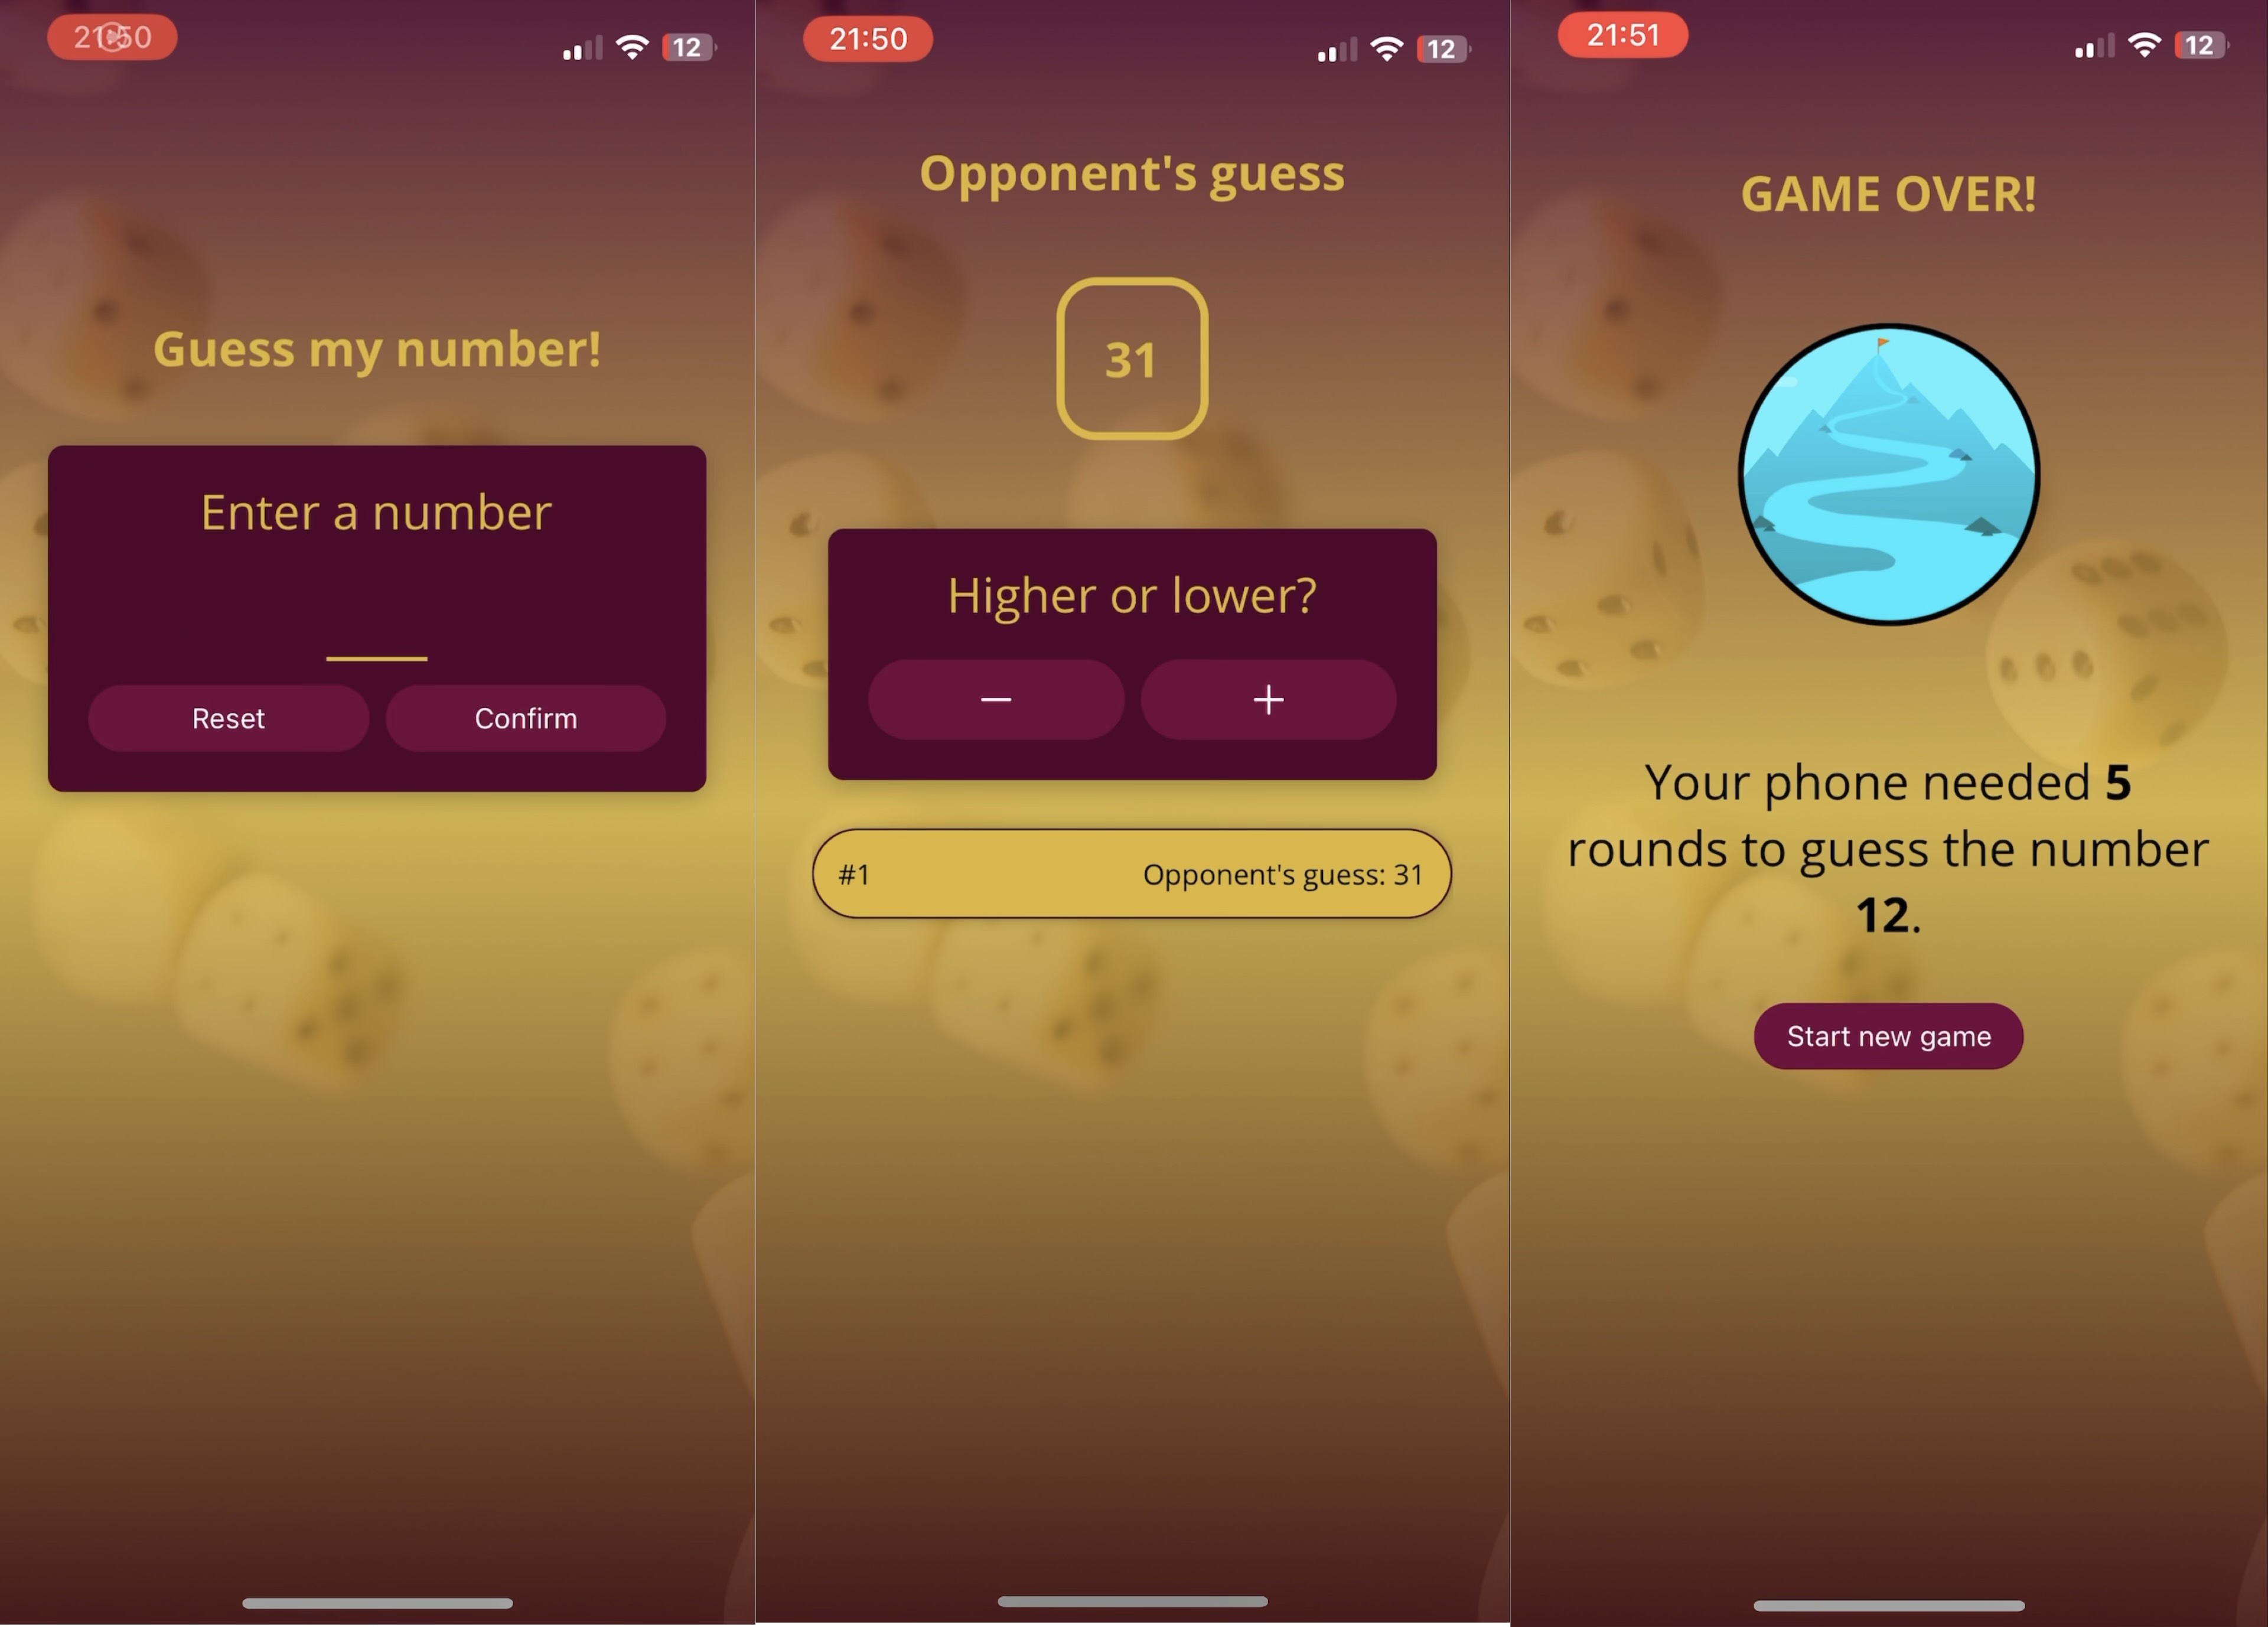 21:50
12
Guess my number!
Enter a number
Reset
Confirm
21:50
12
Opponent's guess
31
Higher or lower?
#1
Opponent's guess: 31
21:51
12
GAME OVER!
Your phone needed 5
rounds to guess the number
12.
Start new game